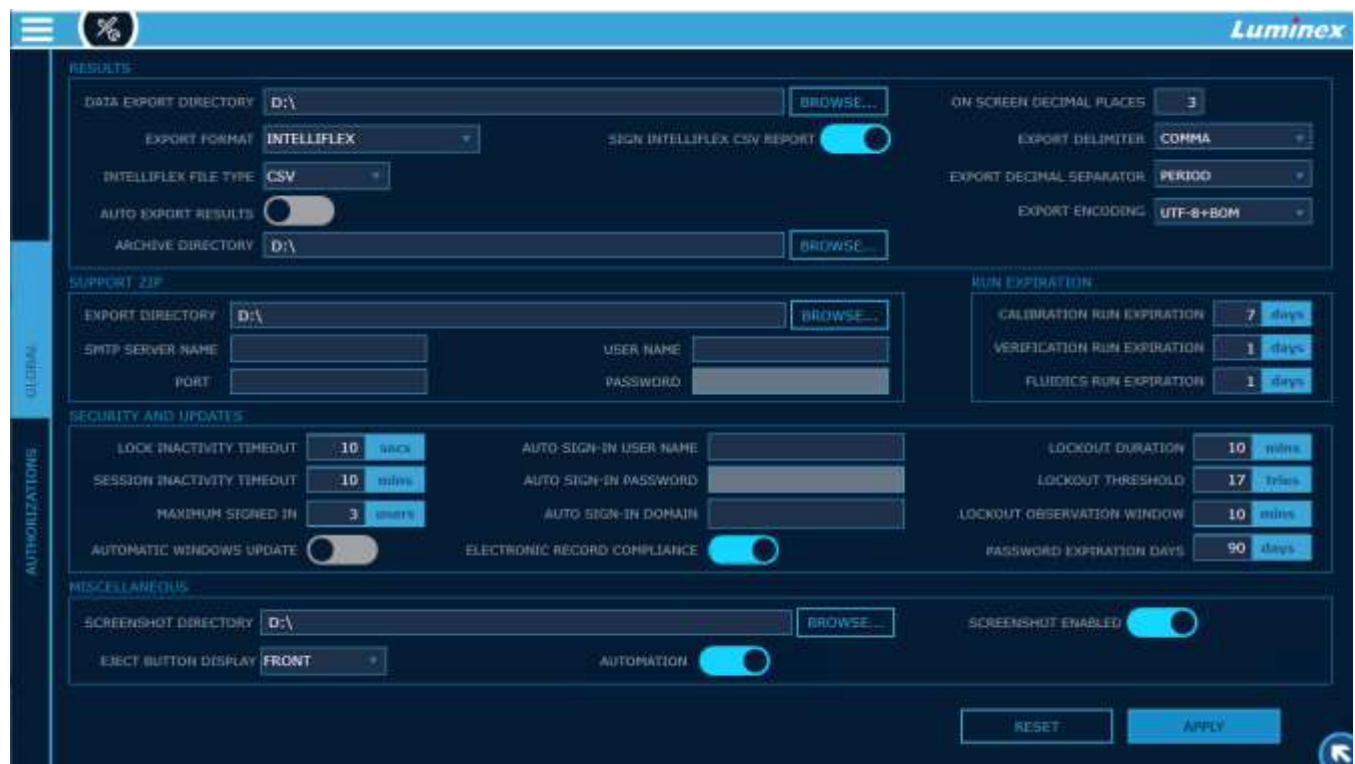 Luminex
RESULTS
DATA EXPORT DIRECTORY D:\ BROWSE... ON SCREEN DECIMAL PLACES 3
EXPORT FORMAT INTELLIFLEX SIGN INTELLIFLEX CSV REPORT EXPORT DELIMITER COMMA
INTELLIFLEX FILE TYPE CSV EXPORT DECIMAL SEPARATOR PERIOD
AUTO EXPORT RESULTS EXPORT ENCODING UTF-8+BOM
ARCHIVE DIRECTORY D:\ BROWSE...
SUPPORT ZIP RUN EXPIRATION
EXPORT DIRECTORY D:\ BROWSE... CALIBRATION RUN EXPIRATION 7 days
SMTP SERVER NAME USER NAME VERIFICATION RUN EXPIRATION 1 days
PORT PASSWORD FLUIDICS RUN EXPIRATION 1 days
GLOBAL
SECURITY AND UPDATES
LOCK INACTIVITY TIMEOUT 10 secs AUTO SIGN-IN USER NAME LOCKOUT DURATION 10 mins
SESSION INACTIVITY TIMEOUT 10 mins AUTO SIGN-IN PASSWORD LOCKOUT THRESHOLD 17 tries
MAXIMUM SIGNED IN 3 users AUTO SIGN-IN DOMAIN LOCKOUT OBSERVATION WINDOW 10 mins
AUTOMATIC WINDOWS UPDATE ELECTRONIC RECORD COMPLIANCE PASSWORD EXPIRATION DAYS 90 days
AUTHORIZATIONS
MISCELLANEOUS
SCREENSHOT DIRECTORY D:\ BROWSE... SCREENSHOT ENABLED
EJECT BUTTON DISPLAY FRONT AUTOMATION
RESET APPLY